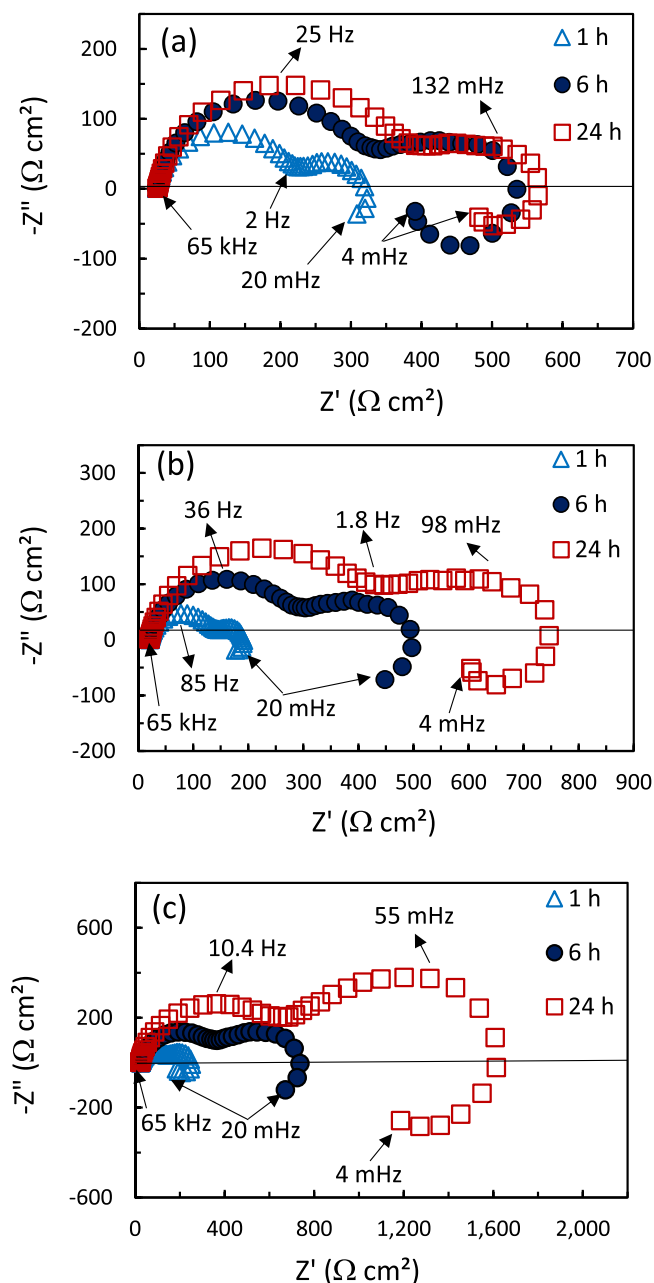 (a)
25 Hz
1 h
6 h
24 h
132 mHz
2 Hz
65 kHz
20 mHz
4 mHz
200
100
0
-100
-200
-Z" (Ω cm²)
0 100 200 300 400 500 600 700
Z' (Ω cm²)
(b)
1 h
6 h
24 h
36 Hz
1.8 Hz
98 mHz
85 Hz
65 kHz
20 mHz
4 mHz
300
200
100
0
-100
-200
-Z" (Ω cm²)
0 100 200 300 400 500 600 700 800 900
Z' (Ω cm²)
(c)
1 h
6 h
24 h
55 mHz
10.4 Hz
65 kHz
20 mHz
4 mHz
600
200
-200
-600
-Z" (Ω cm²)
0 400 800 1,200 1,600 2,000
Z' (Ω cm²)